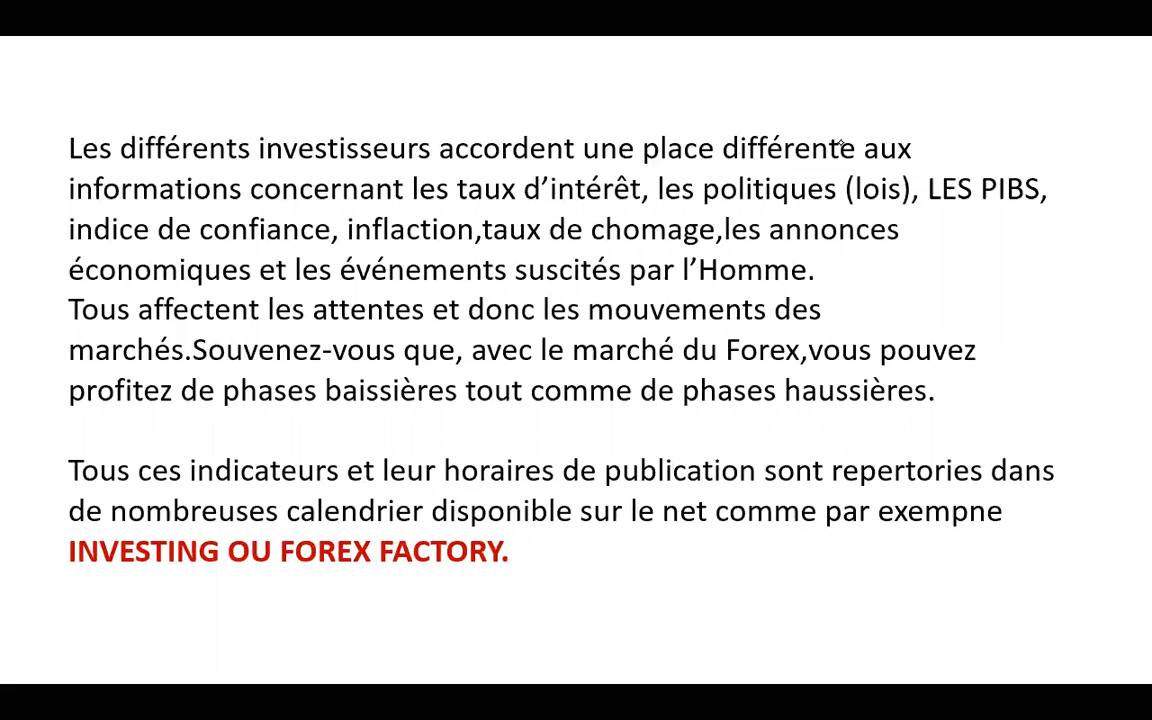 Les différents investisseurs accordent une place différente aux
informations concernant les taux d’intérêt, les politiques (lois), LES PIBS,
indice de confiance, inflaction,taux de chomage,les annonces
économiques et les événements suscités par l’Homme.
Tous affectent les attentes et donc les mouvements des
marchés.Souvenez-vous que, avec le marché du Forex,vous pouvez
profitez de phases baissières tout comme de phases haussières.
Tous ces indicateurs et leur horaires de publication sont repertories dans
de nombreuses calendrier disponible sur le net comme par exempne
INVESTING OU FOREX FACTORY.